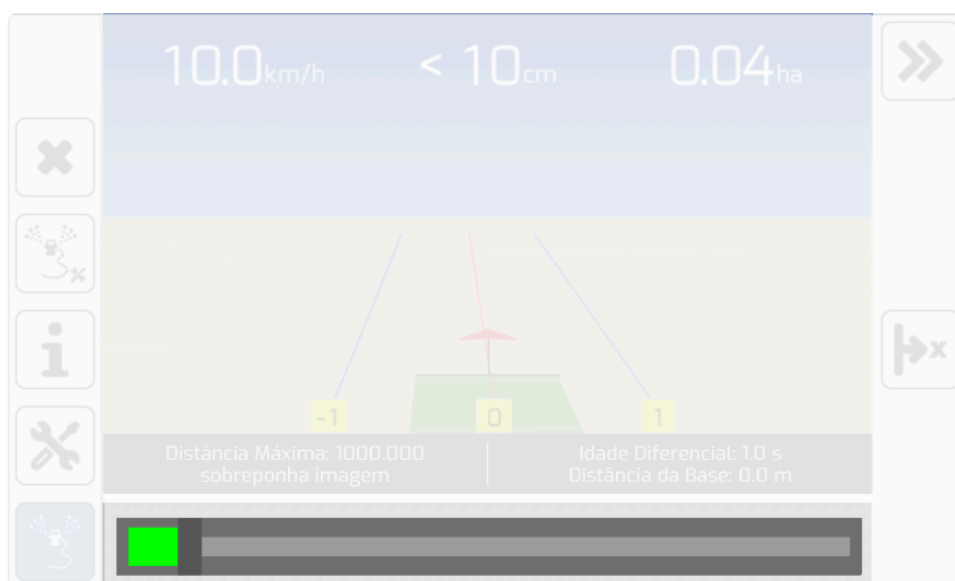 10.0km/h < 10cm 0.04ha
-1 0 1
Distância Máxima: 1000.000
sobreponha imagem
Idade Diferencial: 1.0 s
Distância da Base: 0.0 m